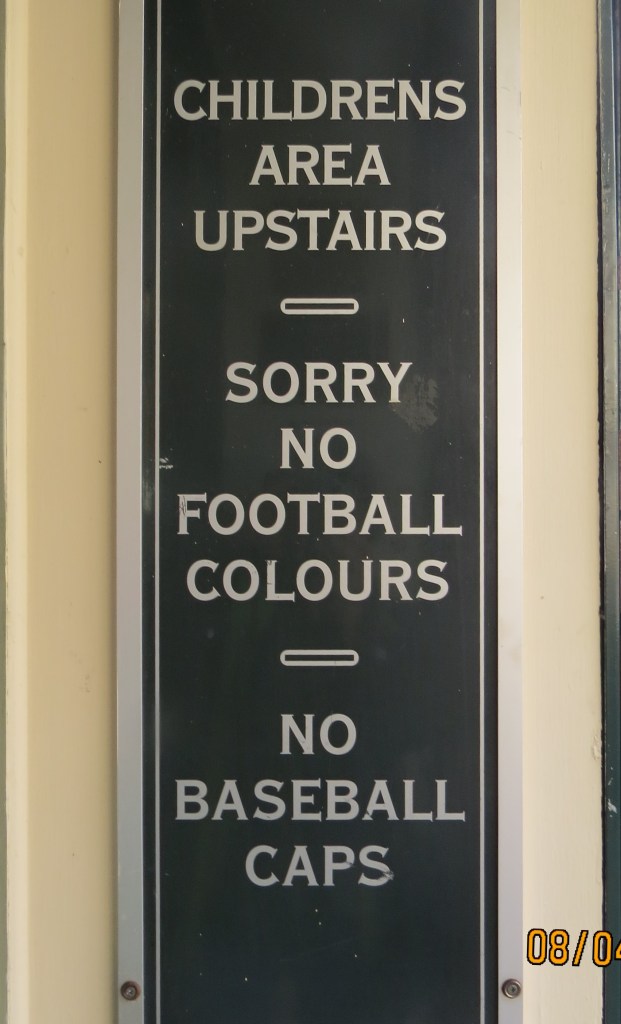 CHILDRENS
AREA
UPSTAIRS
SORRY
NO
FOOTBALL
COLOURS
NO
BASEBALL
CAPS
08/04